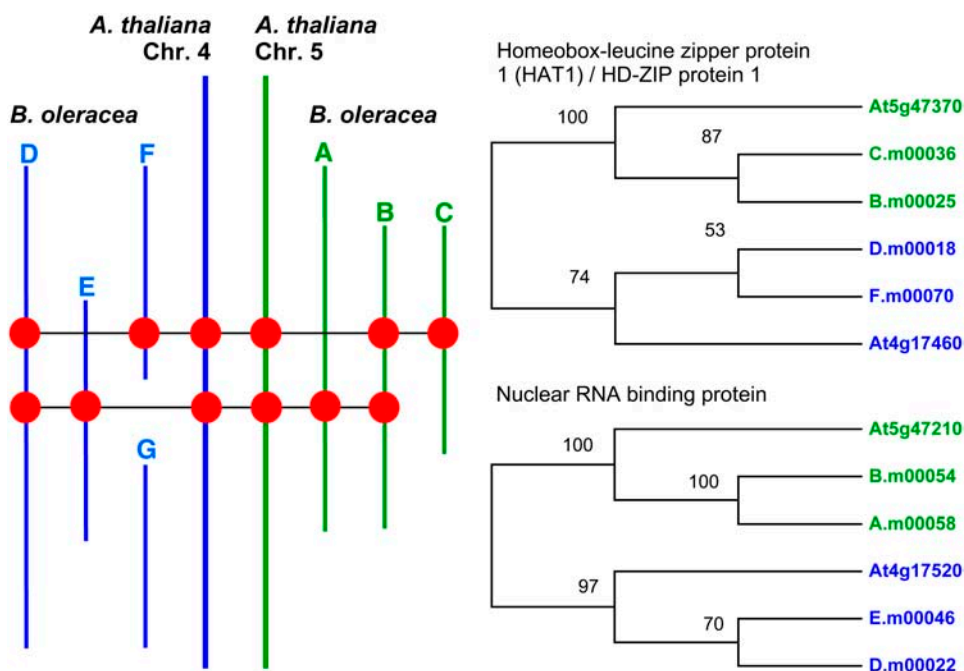 A. thaliana
Chr. 4
A. thaliana
Chr. 5
B. oleracea
B. oleracea
D
F
E
G
A
B
C
Homeobox-leucine zipper protein
1 (HAT1) / HD-ZIP protein 1
100
87
53
74
At5g47370
C.m00036
B.m00025
D.m00018
F.m00070
At4g17460
Nuclear RNA binding protein
100
100
97
70
At5g47210
B.m00054
A.m00058
At4g17520
E.m00046
D.m00022